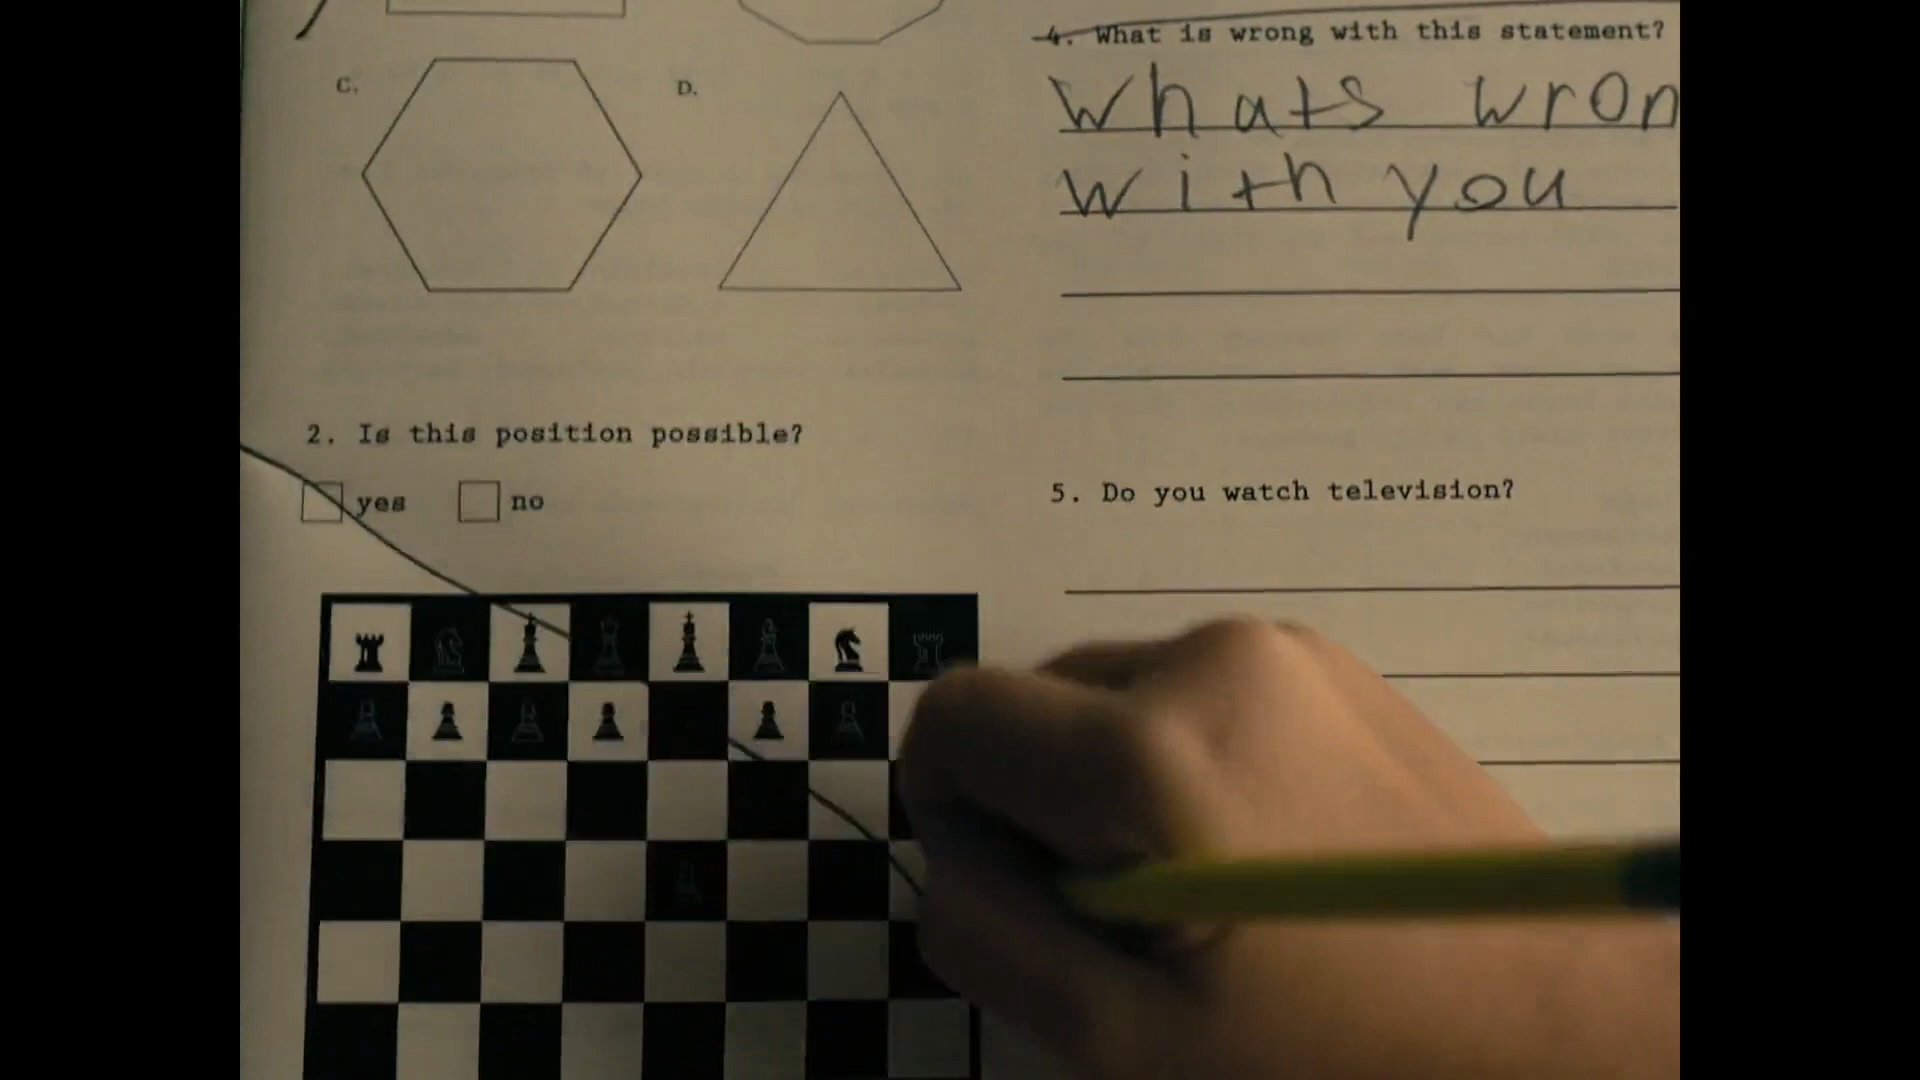 C.
D.
2. Is this position possible?
yes no
4. What is wrong with this statement?
whats wron
with you
5. Do you watch television?